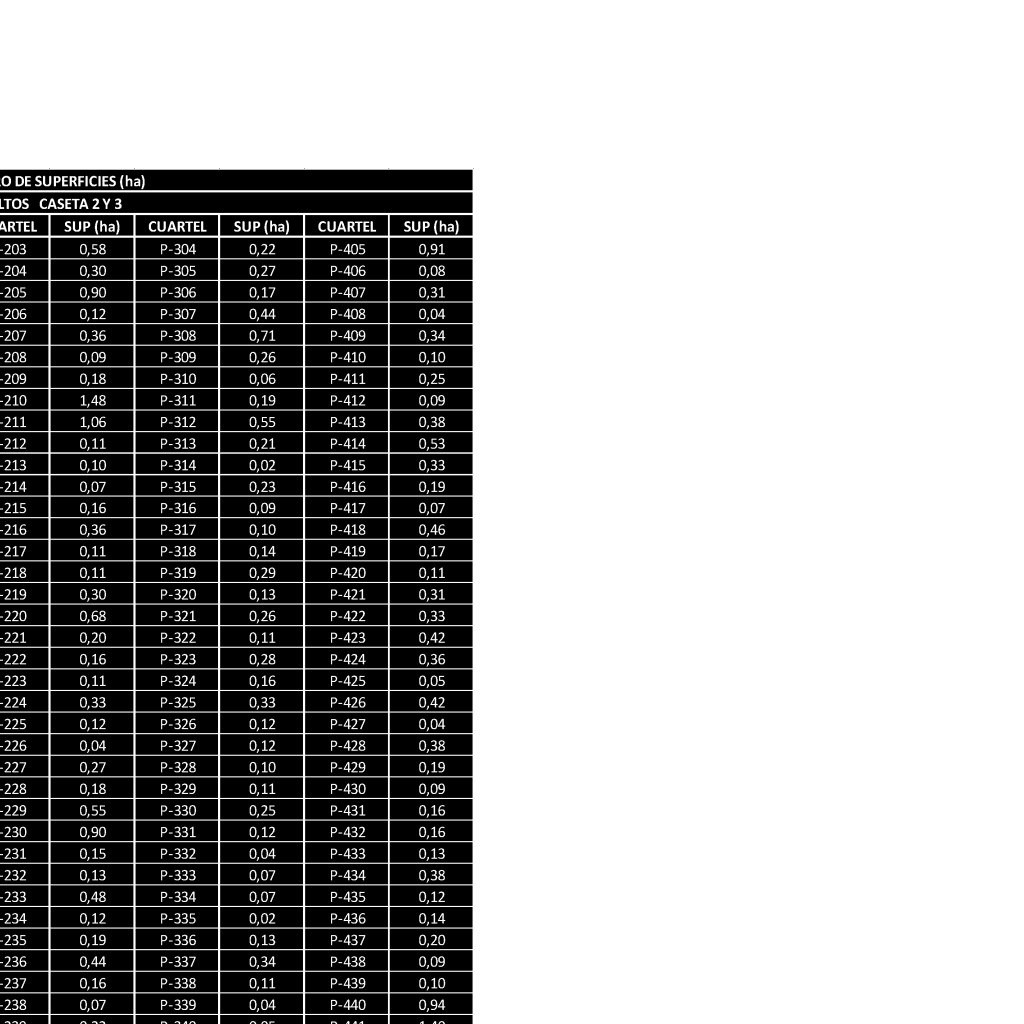 O DE SUPERFICIES (ha)
LTOS CASETA 2 Y 3
ARTEL SUP (ha) CUARTEL SUP (ha) CUARTEL SUP (ha)
-203 0,58 P-304 0,22 P-405 0,91
-204 0,30 P-305 0,27 P-406 0,08
-205 0,90 P-306 0,17 P-407 0,31
-206 0,12 P-307 0,44 P-408 0,04
-207 0,36 P-308 0,71 P-409 0,34
-208 0,09 P-309 0,26 P-410 0,10
-209 0,18 P-310 0,06 P-411 0,25
-210 1,48 P-311 0,19 P-412 0,09
-211 1,06 P-312 0,55 P-413 0,38
-212 0,11 P-313 0,21 P-414 0,53
-213 0,10 P-314 0,02 P-415 0,33
-214 0,07 P-315 0,23 P-416 0,19
-215 0,16 P-316 0,09 P-417 0,07
-216 0,36 P-317 0,10 P-418 0,46
-217 0,11 P-318 0,14 P-419 0,17
-218 0,11 P-319 0,29 P-420 0,11
-219 0,30 P-320 0,13 P-421 0,31
-220 0,68 P-321 0,26 P-422 0,33
-221 0,20 P-322 0,11 P-423 0,42
-222 0,16 P-323 0,28 P-424 0,36
-223 0,11 P-324 0,16 P-425 0,05
-224 0,33 P-325 0,33 P-426 0,42
-225 0,12 P-326 0,12 P-427 0,04
-226 0,04 P-327 0,12 P-428 0,38
-227 0,27 P-328 0,10 P-429 0,19
-228 0,18 P-329 0,11 P-430 0,09
-229 0,55 P-330 0,25 P-431 0,16
-230 0,90 P-331 0,12 P-432 0,16
-231 0,15 P-332 0,04 P-433 0,13
-232 0,13 P-333 0,07 P-434 0,38
-233 0,48 P-334 0,07 P-435 0,12
-234 0,12 P-335 0,02 P-436 0,14
-235 0,19 P-336 0,13 P-437 0,20
-236 0,44 P-337 0,34 P-438 0,09
-237 0,16 P-338 0,11 P-439 0,10
-238 0,07 P-339 0,04 P-440 0,94